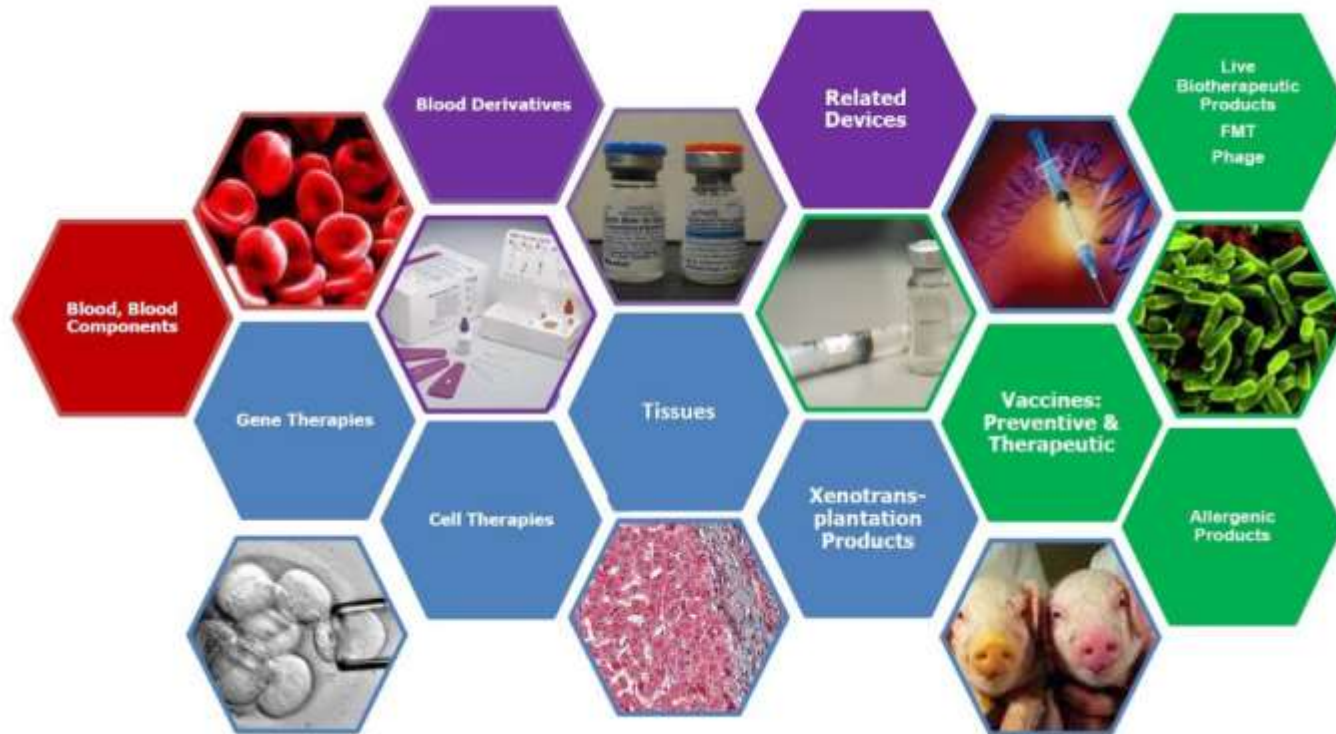 Blood Derivatives
Related
Devices
Live
Biotherapeutic
Products
FMT
Phage
Blood, Blood
Components
Gene Therapies
Tissues
Vaccines:
Preventive &
Therapeutic
Cell Therapies
Xenotrans-
plantation
Products
Allergenic
Products